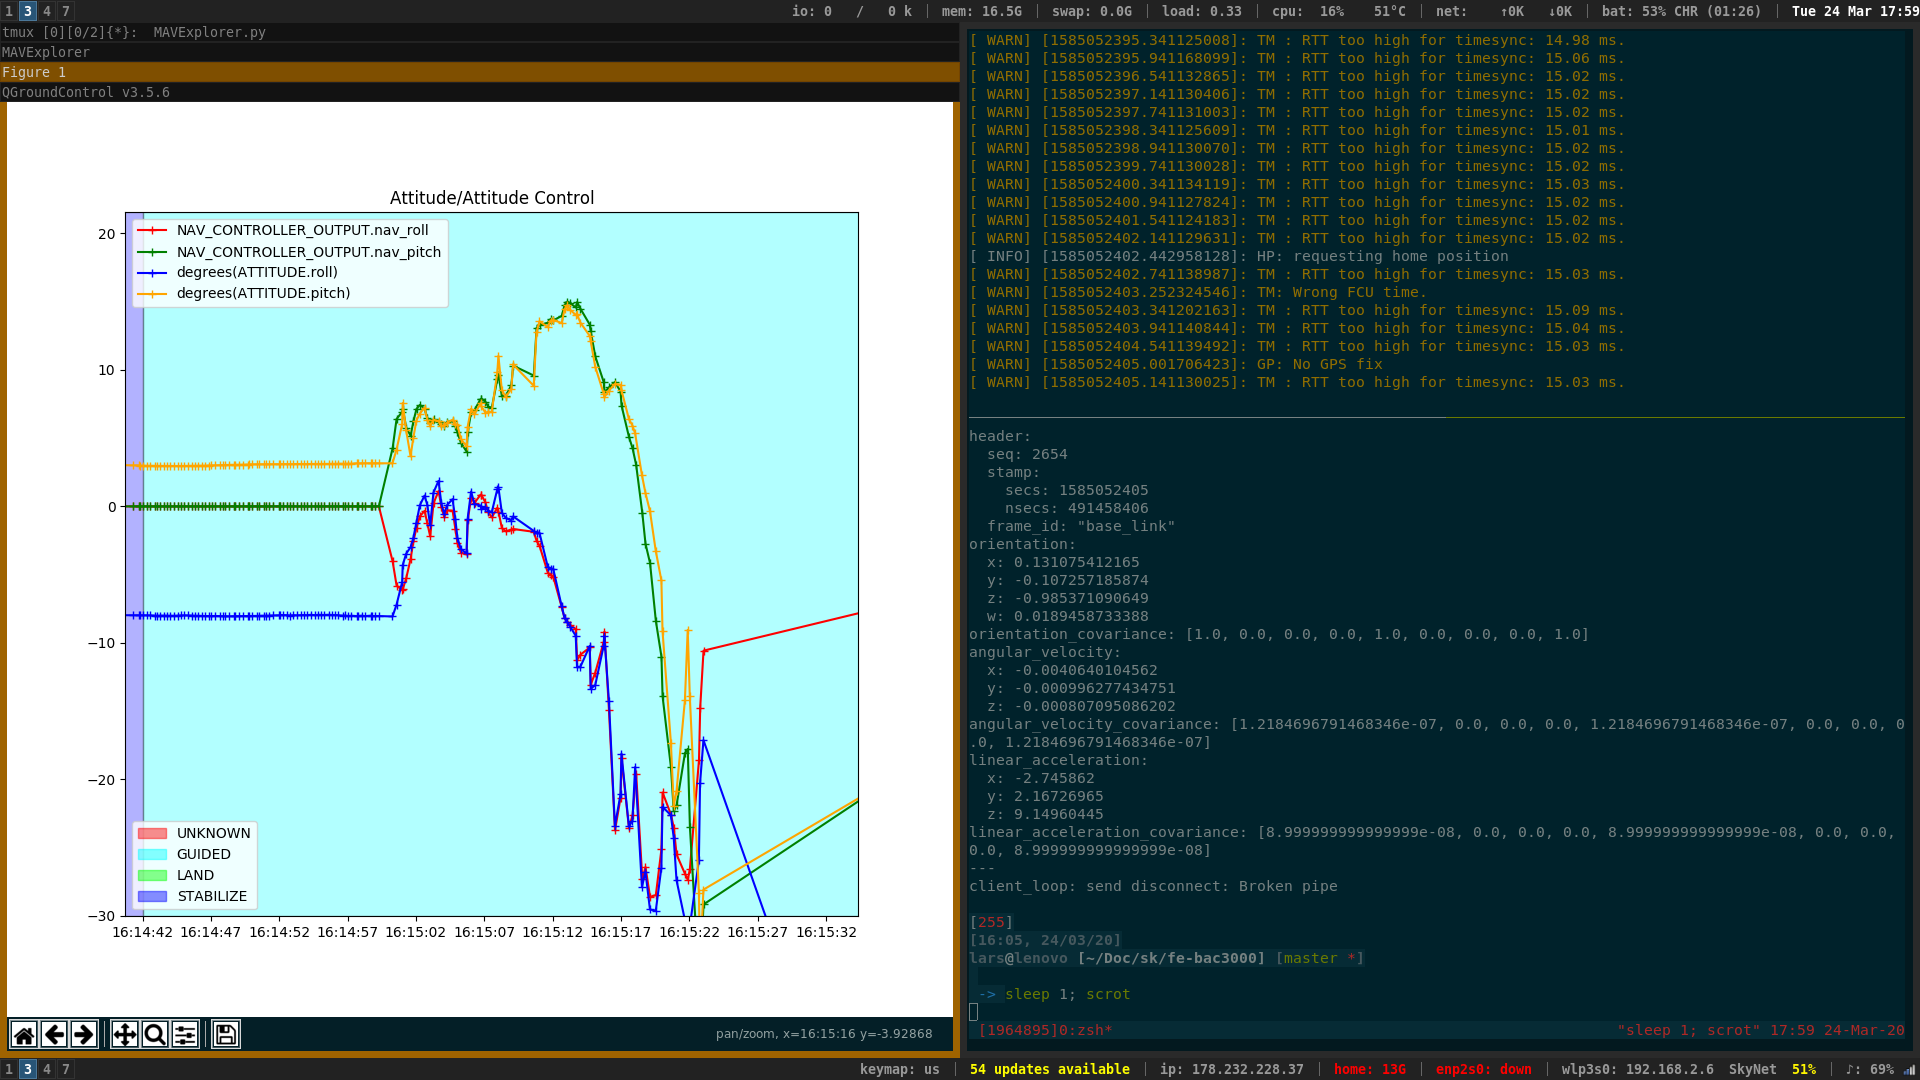 1 3 4 7
io: 0 / 0 k | mem: 16.5G | swap: 0.0G | load: 0.33 | cpu: 16% 51°C | net: ↑0K ↓0K | bat: 53% CHR (01:26) | Tue 24 Mar 17:59
tmux [0][0/2]{*}: MAVExplorer.py
MAVExplorer
Figure 1
QGroundControl v3.5.6
Attitude/Attitude Control
NAV_CONTROLLER_OUTPUT.nav_roll
NAV_CONTROLLER_OUTPUT.nav_pitch
degrees(ATTITUDE.roll)
degrees(ATTITUDE.pitch)
20
10
0
−10
−20
−30
UNKNOWN
GUIDED
LAND
STABILIZE
16:14:42 16:14:47 16:14:52 16:14:57 16:15:02 16:15:07 16:15:12 16:15:17 16:15:22 16:15:27 16:15:32
pan/zoom, x=16:15:16 y=-3.92868
[ WARN] [1585052395.341125008]: TM : RTT too high for timesync: 14.98 ms.
[ WARN] [1585052395.941168099]: TM : RTT too high for timesync: 15.06 ms.
[ WARN] [1585052396.541132865]: TM : RTT too high for timesync: 15.02 ms.
[ WARN] [1585052397.141130406]: TM : RTT too high for timesync: 15.02 ms.
[ WARN] [1585052397.741131003]: TM : RTT too high for timesync: 15.02 ms.
[ WARN] [1585052398.341125609]: TM : RTT too high for timesync: 15.01 ms.
[ WARN] [1585052398.941130070]: TM : RTT too high for timesync: 15.02 ms.
[ WARN] [1585052399.741130028]: TM : RTT too high for timesync: 15.02 ms.
[ WARN] [1585052400.341134119]: TM : RTT too high for timesync: 15.03 ms.
[ WARN] [1585052400.941127824]: TM : RTT too high for timesync: 15.02 ms.
[ WARN] [1585052401.541124183]: TM : RTT too high for timesync: 15.02 ms.
[ WARN] [1585052402.141129631]: TM : RTT too high for timesync: 15.02 ms.
[ INFO] [1585052402.442958128]: HP: requesting home position
[ WARN] [1585052402.741138987]: TM : RTT too high for timesync: 15.03 ms.
[ WARN] [1585052403.252324546]: TM: Wrong FCU time.
[ WARN] [1585052403.341202163]: TM : RTT too high for timesync: 15.09 ms.
[ WARN] [1585052403.941140844]: TM : RTT too high for timesync: 15.04 ms.
[ WARN] [1585052404.541139492]: TM : RTT too high for timesync: 15.03 ms.
[ WARN] [1585052405.001706423]: GP: No GPS fix
[ WARN] [1585052405.141130025]: TM : RTT too high for timesync: 15.03 ms.
header:
seq: 2654
stamp:
secs: 1585052405
nsecs: 491458406
frame_id: "base_link"
orientation:
x: 0.131075412165
y: -0.107257185874
z: -0.985371090649
w: 0.0189458733388
orientation_covariance: [1.0, 0.0, 0.0, 0.0, 1.0, 0.0, 0.0, 0.0, 1.0]
angular_velocity:
x: -0.0040640104562
y: -0.000996277434751
z: -0.000807095086202
angular_velocity_covariance: [1.2184696791468346e-07, 0.0, 0.0, 0.0, 1.2184696791468346e-07, 0.0, 0.0, 0
.0, 1.2184696791468346e-07]
linear_acceleration:
x: -2.745862
y: 2.16726965
z: 9.14960445
linear_acceleration_covariance: [8.999999999999999e-08, 0.0, 0.0, 0.0, 8.999999999999999e-08, 0.0, 0.0,
0.0, 8.999999999999999e-08]
---
client_loop: send disconnect: Broken pipe
[255]
[16:05, 24/03/20]
lars@lenovo [~/Doc/sk/fe-bac3000] [master *]
-> sleep 1; scrot
[1964895]0:zsh* "sleep 1; scrot" 17:59 24-Mar-20
1 3 4 7
keymap: us | 54 updates available | ip: 178.232.228.37 | home: 13G | enp2s0: down | wlp3s0: 192.168.2.6 SkyNet 51% | ♪: 69%